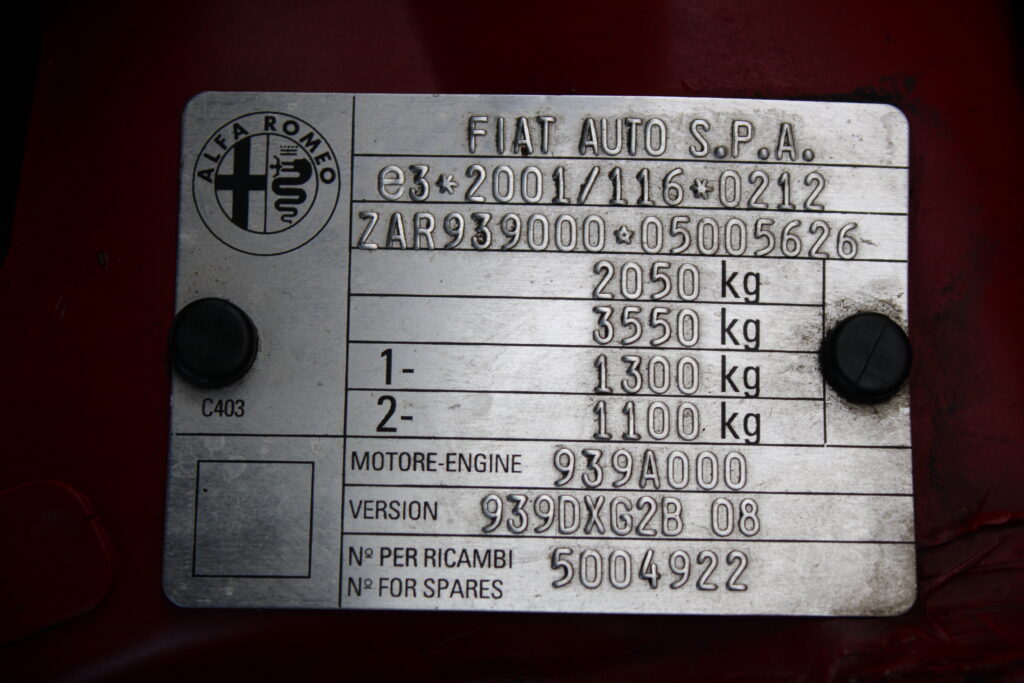 ALFA ROMEO
FIAT AUTO S.P.A.
e3*2001/116*0212
ZAR939000*05005626
2050 kg
3550 kg
1- 1300 kg
2- 1100 kg
C403
MOTORE-ENGINE 939A000
VERSION 939DXG2B 08
Nº PER RICAMBI
Nº FOR SPARES 5004922